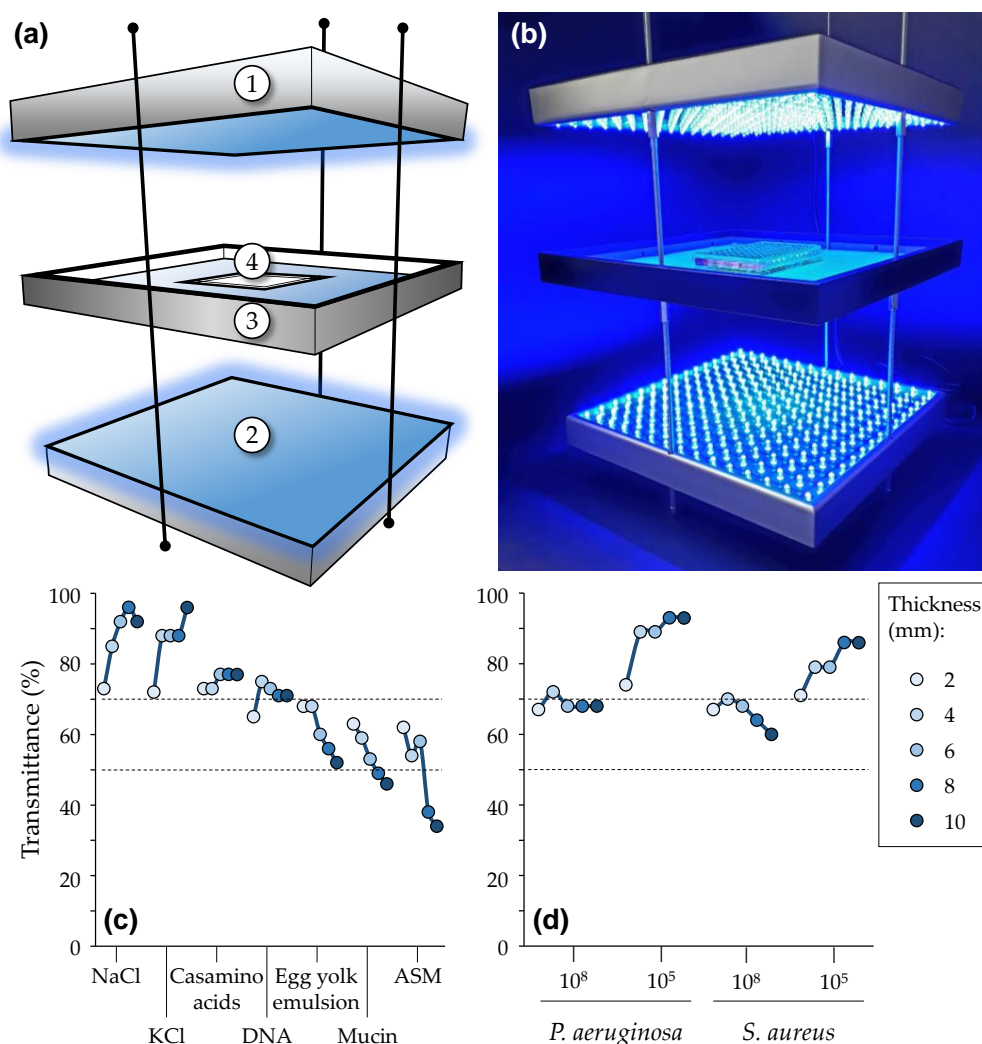 (a)
1
4
3
2
(b)
100
80
60
40
20
0
Transmittance (%)
(c)
NaCl
Casamino
acids
Egg yolk
emulsion
ASM
KCl
DNA
Mucin
100
80
60
40
20
0
(d)
10⁸
10⁵
10⁸
10⁵
P. aeruginosa
S. aureus
Thickness
(mm):
2
4
6
8
10